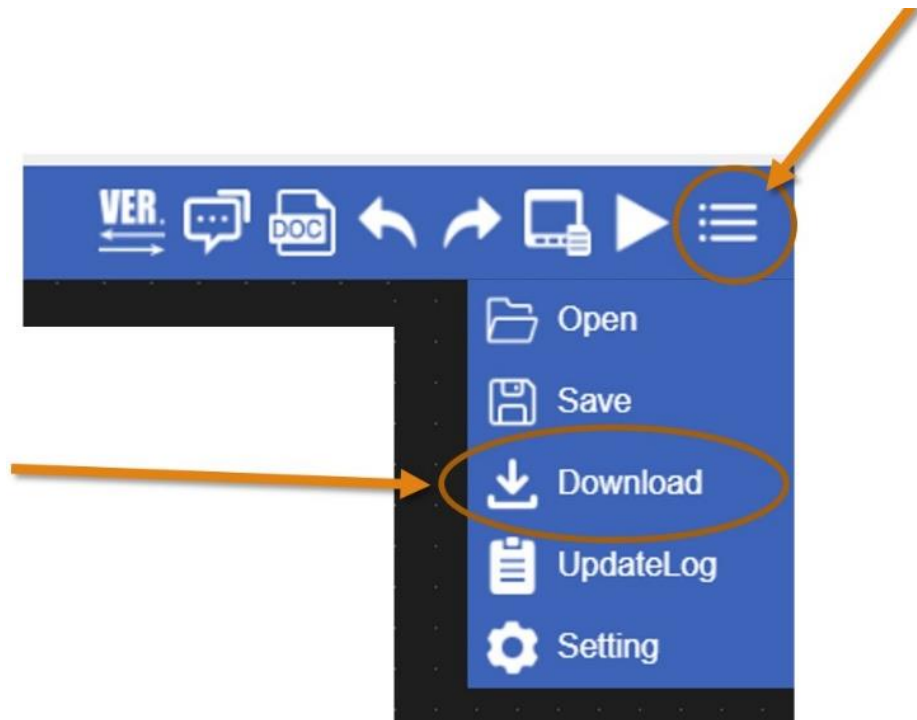 VER.
DOC
Open
Save
Download
UpdateLog
Setting